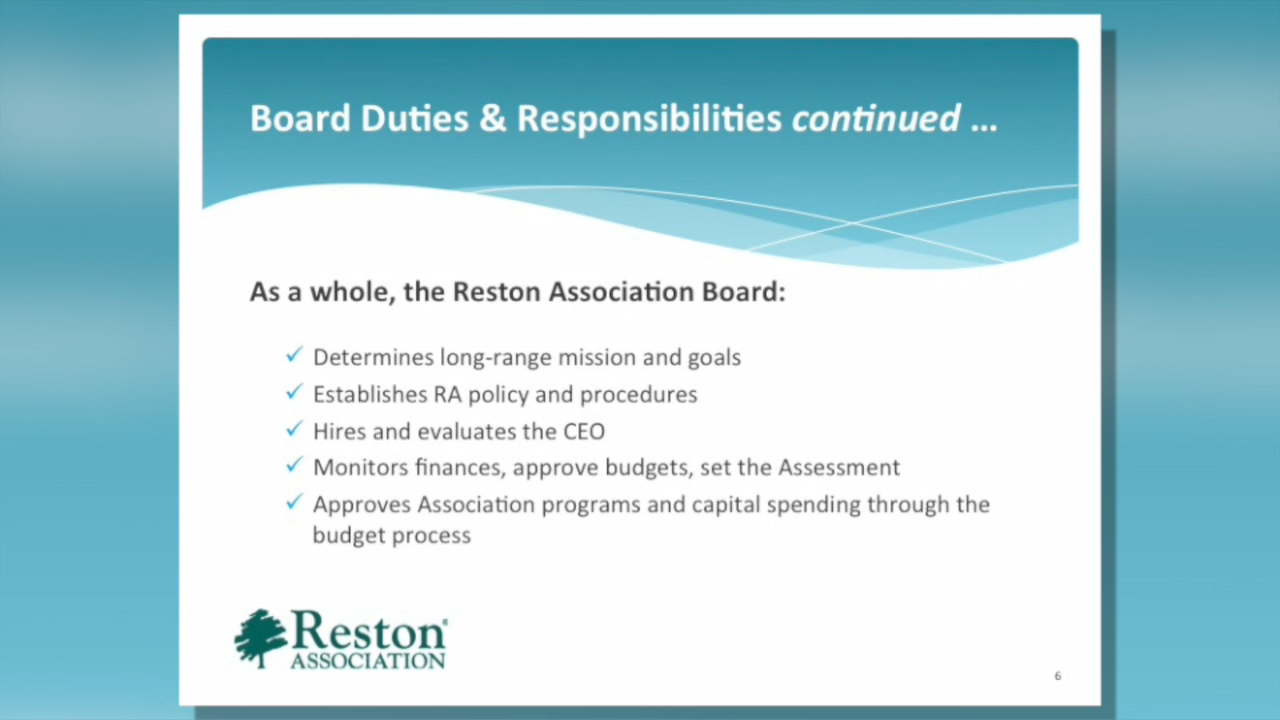 Board Duties & Responsibilities continued ...
As a whole, the Reston Association Board:
✓ Determines long-range mission and goals
✓ Establishes RA policy and procedures
✓ Hires and evaluates the CEO
✓ Monitors finances, approve budgets, set the Assessment
✓ Approves Association programs and capital spending through the
budget process
Reston
ASSOCIATION
6